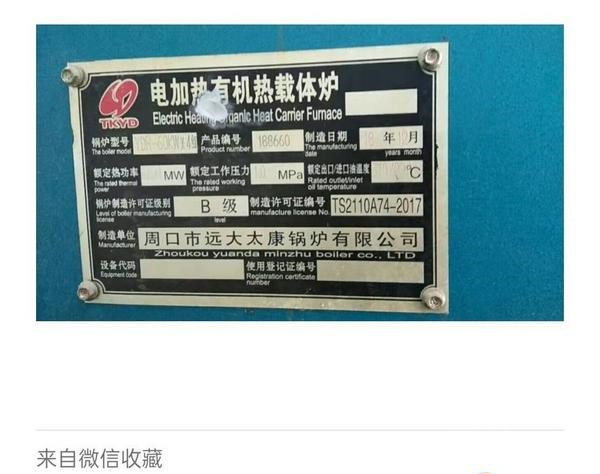 电加热有机热载体炉
Electric Heating Organic Heat Carrier Furnace
TKYD
锅炉型号 产品编号 188660 制造日期 年 月
The boiler model Product number The manufacturing date years month
额定热功率 MW 额定工作压力 MPa 额定出口/进口油温度 ℃
The rated thermal power The rated working pressure Rated outlet/inlet oil temperature
锅炉制造许可证级别 B 级 制造许可证编号 TS2110A74-2017
Level of boiler manufacturing license level manufacture license No.
制造单位 周口市远大太康锅炉有限公司
Manufacturer Zhoukou yuanda minzhu boiler co., LTD
设备代码 使用登记证编号
Equipment code Registration certificate number
来自微信收藏